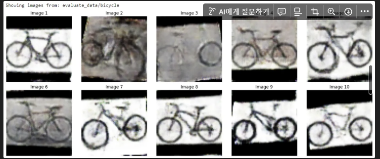 Showing images from: evaluate_data/bicycle
AI에게 질문하기
Image 1
Image 2
Image 3
Image 6
Image 7
Image 8
Image 9
Image 10